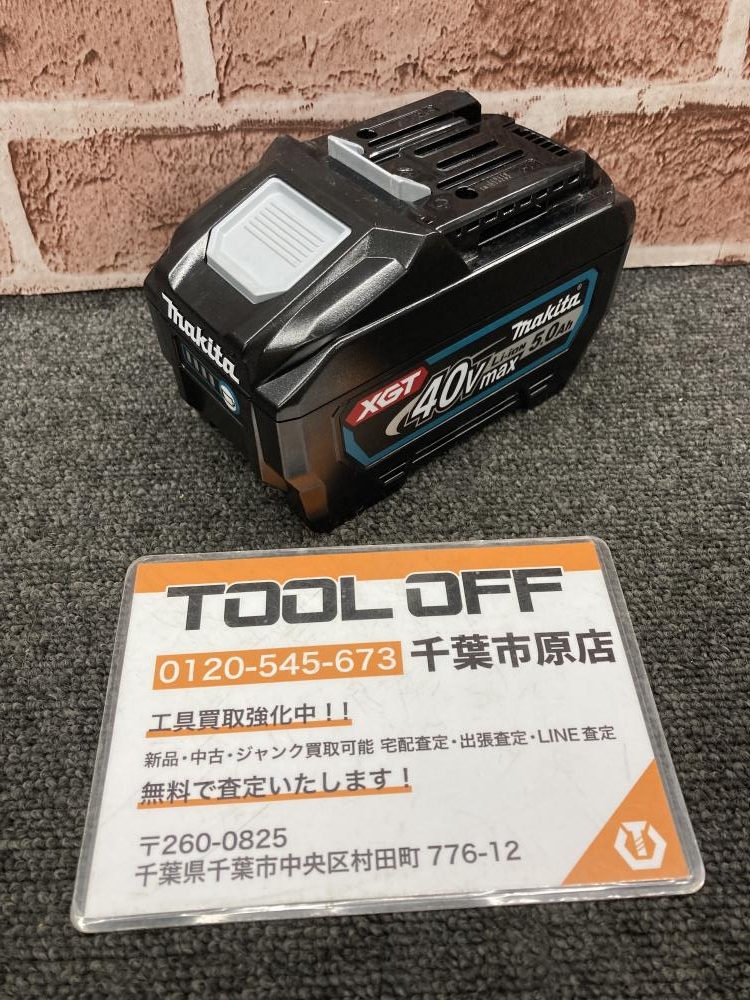 Makita
makita
XGT
40Vmax
Li-ion 5.0Ah
TOOL OFF
0120-545-673 千葉市原店
工具買取強化中!!
新品・中古・ジャンク買取可能 宅配査定・出張査定・LINE査定
無料で査定いたします!
〒260-0825
千葉県千葉市中央区村田町 776-12